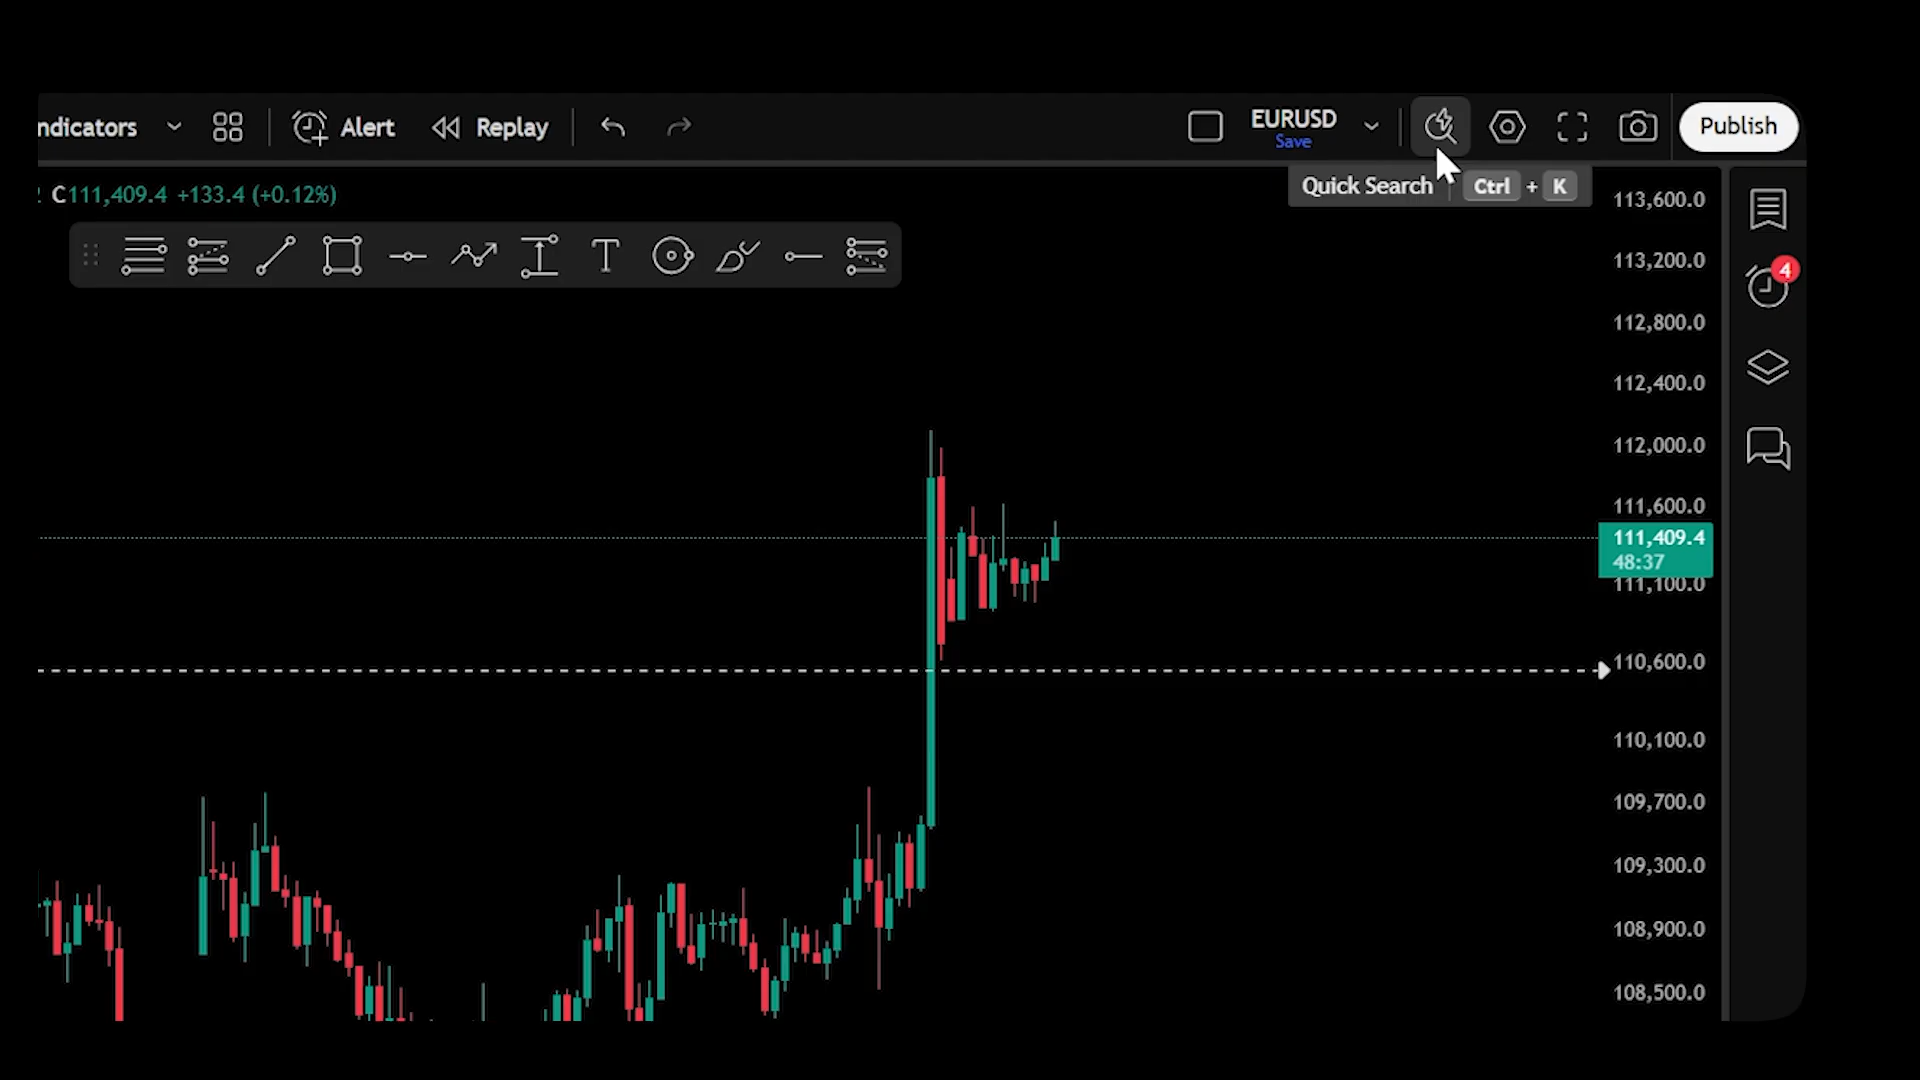 ndicators
Alert
Replay
EURUSD
Save
Publish
Quick Search Ctrl + K
C111,409.4 +133.4 (+0.12%)
T
4
113,600.0
113,200.0
112,800.0
112,400.0
112,000.0
111,600.0
111,409.4
48:37
111,100.0
110,600.0
110,100.0
109,700.0
109,300.0
108,900.0
108,500.0